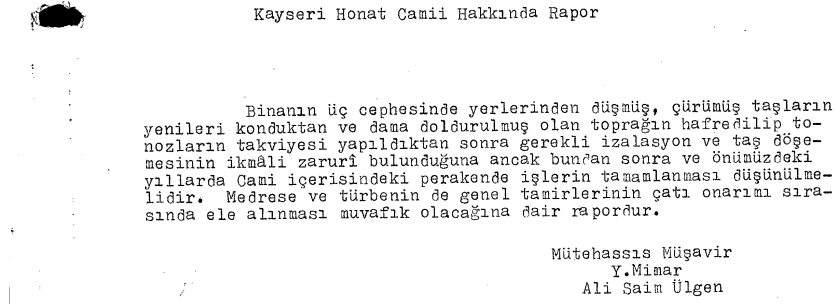 Kayseri Honat Camii Hakkında Rapor
Binanın üç cephesinde yerlerinden düşmüş, çürümüş taşların
yenileri konduktan ve dama doldurulmuş olan toprağın hafredilip to-
nozların takviyesi yapıldıktan sonra gerekli izalasyon ve taş döşe-
mesinin ikmâli zarurî bulunduğuna ancak bundan sonra ve önümüzdeki
yıllarda Cami içerisindeki perakende işlerin tamamlanması düşünülme-
lidir. Medrese ve türbenin de genel tamirlerinin çatı onarımı sıra-
sında ele alınması muvafık olacağına dair rapordur.
Mütehassıs Müşavir
Y.Mimar
Ali Saim Ülgen